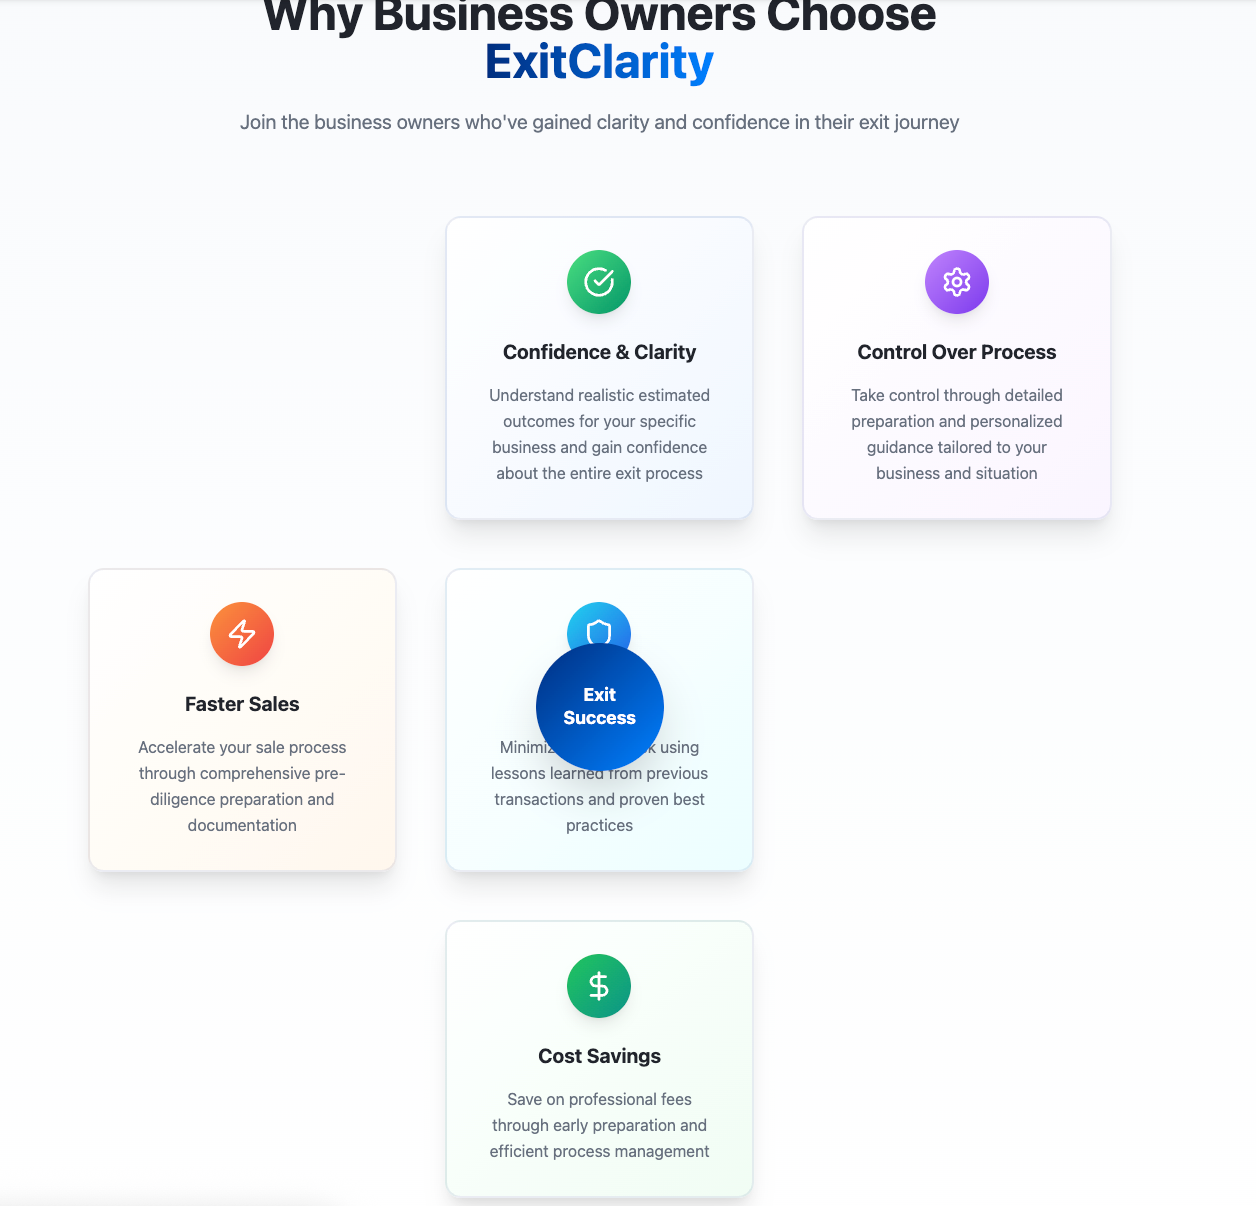 Why Business Owners Choose
ExitClarity
Join the business owners who've gained clarity and confidence in their exit journey
Confidence & Clarity
Understand realistic estimated
outcomes for your specific
business and gain confidence
about the entire exit process
Control Over Process
Take control through detailed
preparation and personalized
guidance tailored to your
business and situation
Faster Sales
Accelerate your sale process
through comprehensive pre-
diligence preparation and
documentation
Exit
Success
using
lessons learned from previous
transactions and proven best
practices
Cost Savings
Save on professional fees
through early preparation and
efficient process management